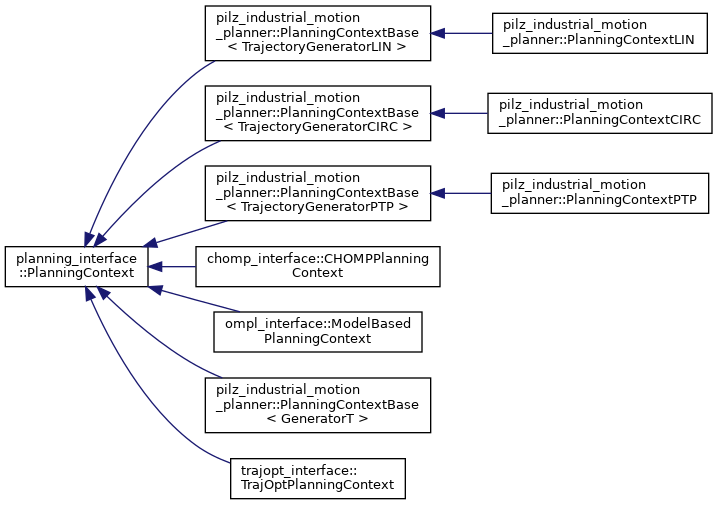 pilz_industrial_motion
_planner::PlanningContextBase
< TrajectoryGeneratorLIN >
pilz_industrial_motion
_planner::PlanningContextLIN
pilz_industrial_motion
_planner::PlanningContextBase
< TrajectoryGeneratorCIRC >
pilz_industrial_motion
_planner::PlanningContextCIRC
pilz_industrial_motion
_planner::PlanningContextBase
< TrajectoryGeneratorPTP >
pilz_industrial_motion
_planner::PlanningContextPTP
planning_interface
::PlanningContext
chomp_interface::CHOMPPlanning
Context
ompl_interface::ModelBased
PlanningContext
pilz_industrial_motion
_planner::PlanningContextBase
< GeneratorT >
trajopt_interface::
TrajOptPlanningContext